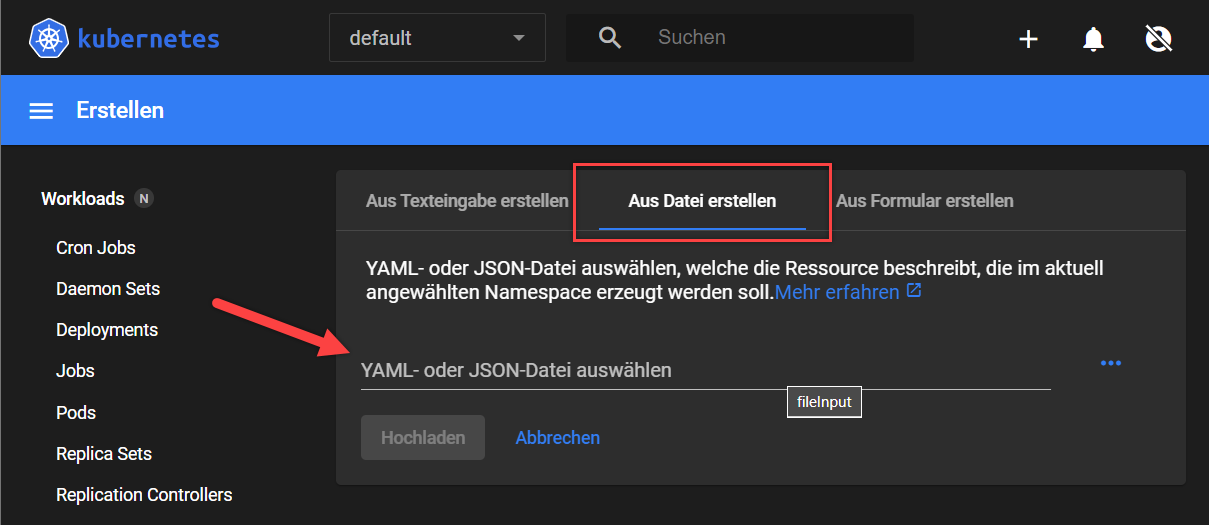 kubernetes
default
Suchen
Erstellen
Workloads N
Cron Jobs
Daemon Sets
Deployments
Jobs
Pods
Replica Sets
Replication Controllers
Aus Texteingabe erstellen
Aus Datei erstellen
Aus Formular erstellen
YAML- oder JSON-Datei auswählen, welche die Ressource beschreibt, die im aktuell
angewählten Namespace erzeugt werden soll.Mehr erfahren
YAML- oder JSON-Datei auswählen
fileInput
Hochladen
Abbrechen